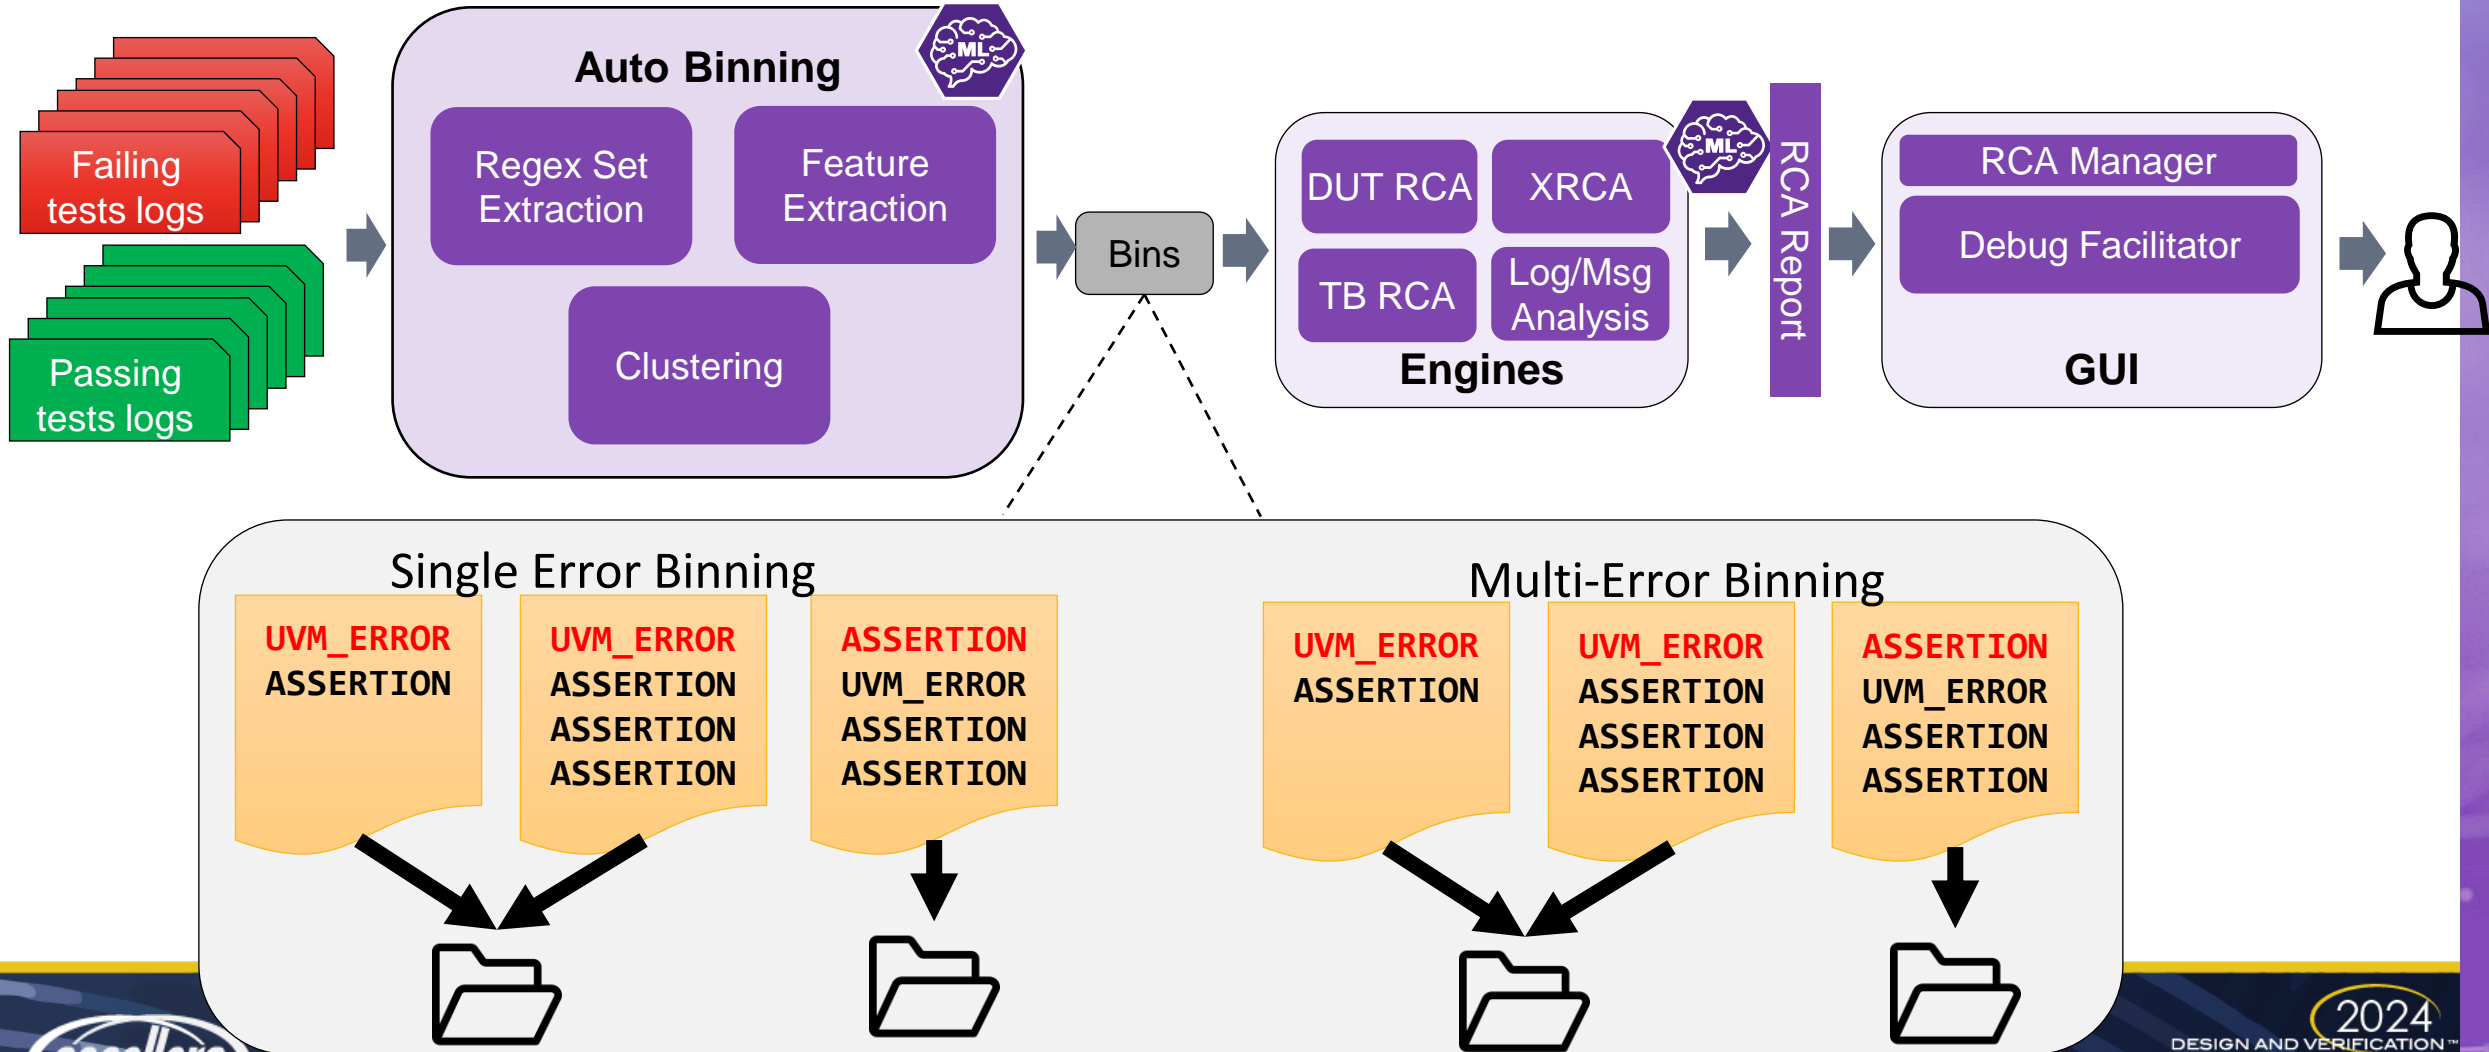 Failing
tests logs
Passing
tests logs
Auto Binning
ML
Regex Set
Extraction
Feature
Extraction
Clustering
Bins
DUT RCA
XRCA
TB RCA
Log/Msg
Analysis
Engines
ML
RCA Report
RCA Manager
Debug Facilitator
GUI
Single Error Binning
UVM_ERROR
ASSERTION
UVM_ERROR
ASSERTION
ASSERTION
ASSERTION
ASSERTION
UVM_ERROR
ASSERTION
ASSERTION
Multi-Error Binning
UVM_ERROR
ASSERTION
UVM_ERROR
ASSERTION
ASSERTION
ASSERTION
ASSERTION
UVM_ERROR
ASSERTION
ASSERTION
2024
DESIGN AND VERIFICATION™